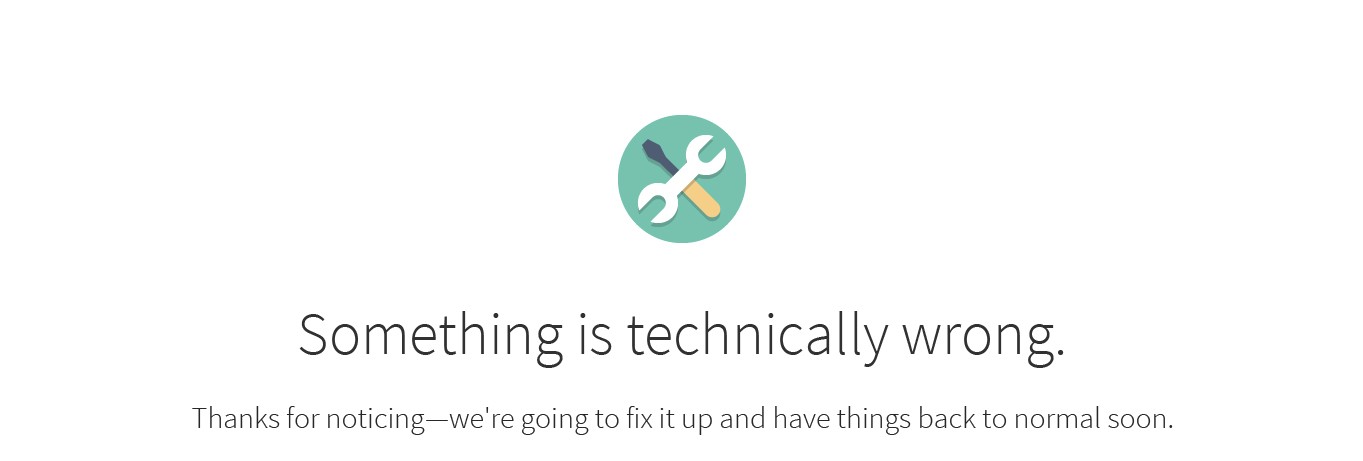 Something is technically wrong.
Thanks for noticing—we're going to fix it up and have things back to normal soon.